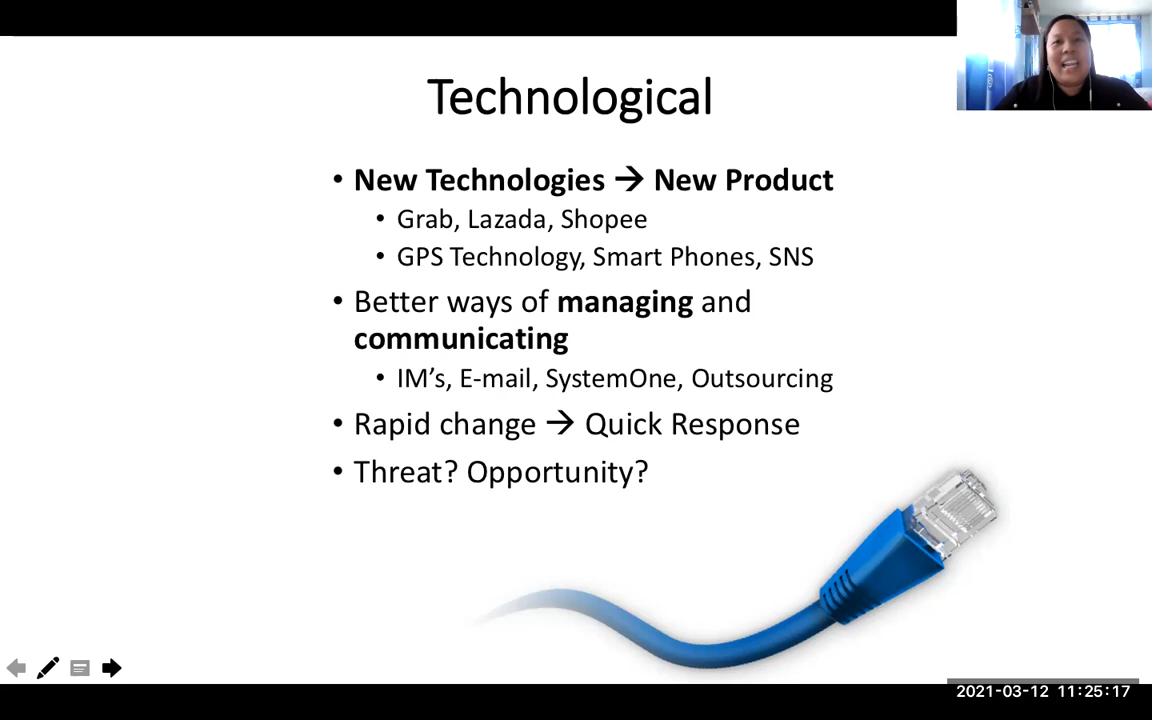 Technological
• New Technologies → New Product
• Grab, Lazada, Shopee
• GPS Technology, Smart Phones, SNS
• Better ways of managing and
communicating
• IM’s, E-mail, SystemOne, Outsourcing
• Rapid change → Quick Response
• Threat? Opportunity?
2021-03-12 11:25:17